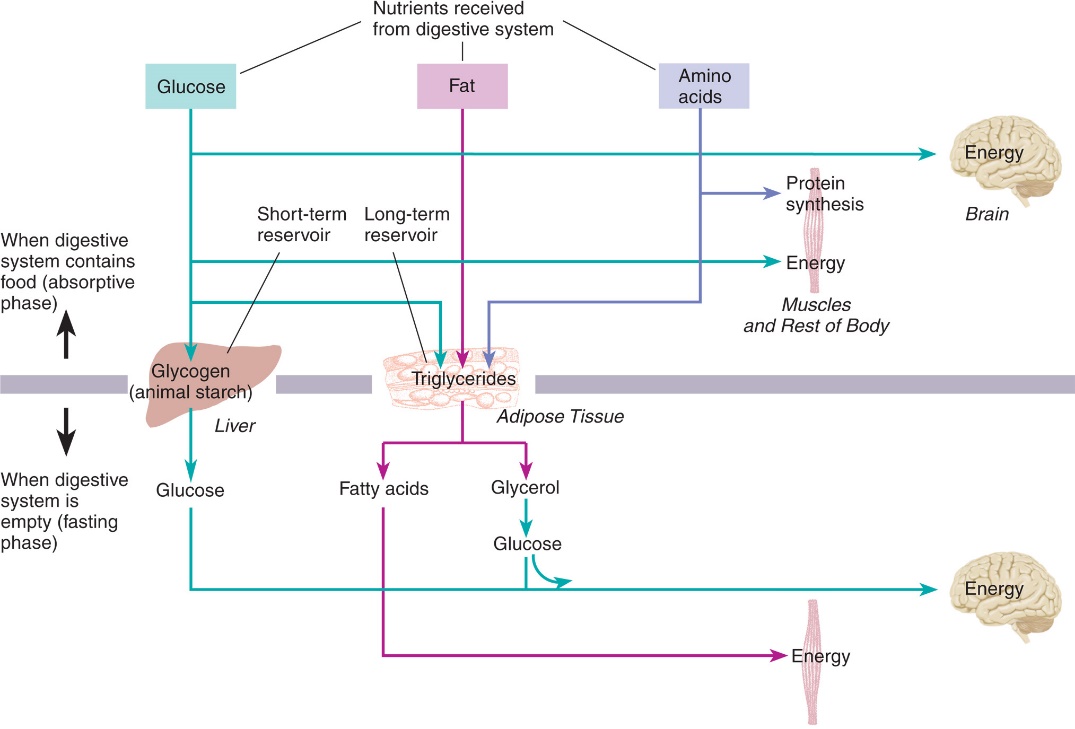 Nutrients received
from digestive system
Glucose
Fat
Amino
acids
Energy
Brain
Protein
synthesis
Energy
Muscles
and Rest of Body
Short-term
reservoir
Long-term
reservoir
When digestive
system contains
food (absorptive
phase)
Glycogen
(animal starch)
Liver
Triglycerides
Adipose Tissue
When digestive
system is
empty (fasting
phase)
Glucose
Fatty acids
Glycerol
Glucose
Energy
Energy